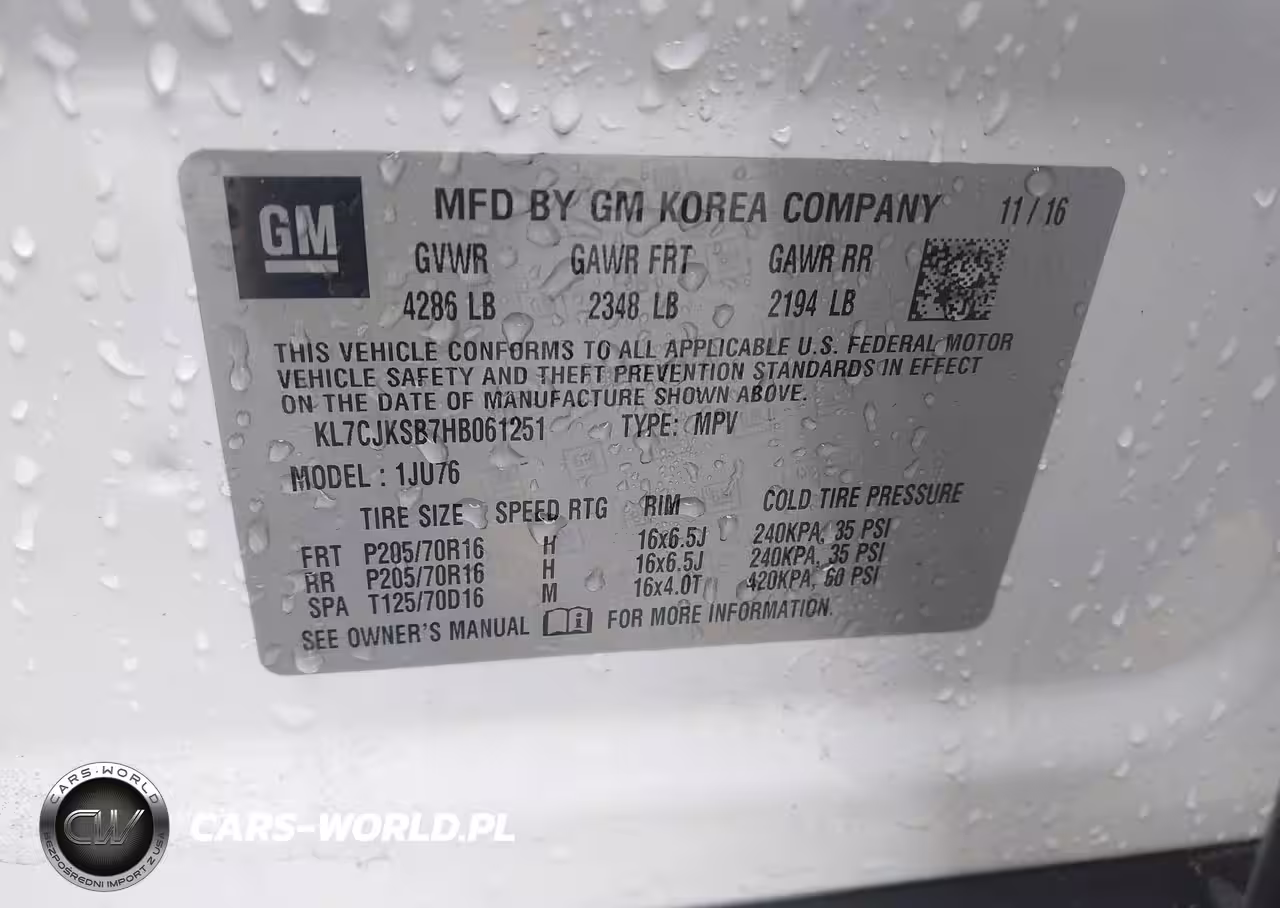 GM
MFD BY GM KOREA COMPANY 11/16
GVWR GAWR FRT GAWR RR
4286 LB 2348 LB 2194 LB
THIS VEHICLE CONFORMS TO ALL APPLICABLE U.S. FEDERAL MOTOR
VEHICLE SAFETY AND THEFT PREVENTION STANDARDS IN EFFECT
ON THE DATE OF MANUFACTURE SHOWN ABOVE.
KL7CJKSB7HB061251 TYPE: MPV
MODEL : 1JU76
TIRE SIZE SPEED RTG RIM COLD TIRE PRESSURE
FRT P205/70R16 H 16x6.5J 240KPA, 35 PSI
RR P205/70R16 H 16x6.5J 240KPA, 35 PSI
SPA T125/70D16 M 16x4.0T 420KPA, 60 PSI
SEE OWNER'S MANUAL FOR MORE INFORMATION.
CARS-WORLD
CW
BEZPOŚREDNI IMPORT Z USA
CARS-WORLD.PL